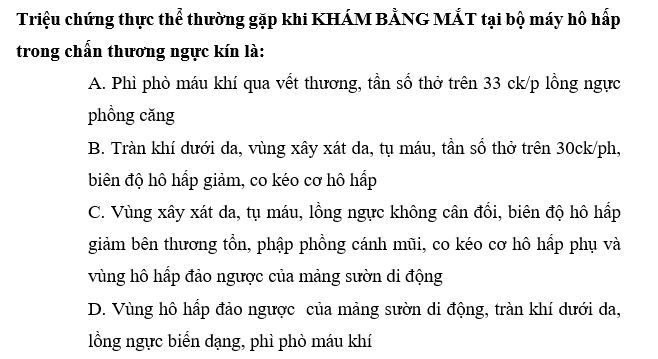 Triệu chứng thực thể thường gặp khi KHÁM BẰNG MẮT tại bộ máy hô hấp
trong chấn thương ngực kín là:
A. Phì phò máu khí qua vết thương, tần số thở trên 33 ck/p lồng ngực
phồng căng
B. Tràn khí dưới da, vùng xây xát da, tụ máu, tần số thở trên 30ck/ph,
biên độ hô hấp giảm, co kéo cơ hô hấp
C. Vùng xây xát da, tụ máu, lồng ngực không cân đối, biên độ hô hấp
giảm bên thương tổn, phập phồng cánh mũi, co kéo cơ hô hấp phụ và
vùng hô hấp đảo ngược của mảng sườn di động
D. Vùng hô hấp đảo ngược của mảng sườn di động, tràn khí dưới da,
lồng ngực biến dạng, phì phò máu khí